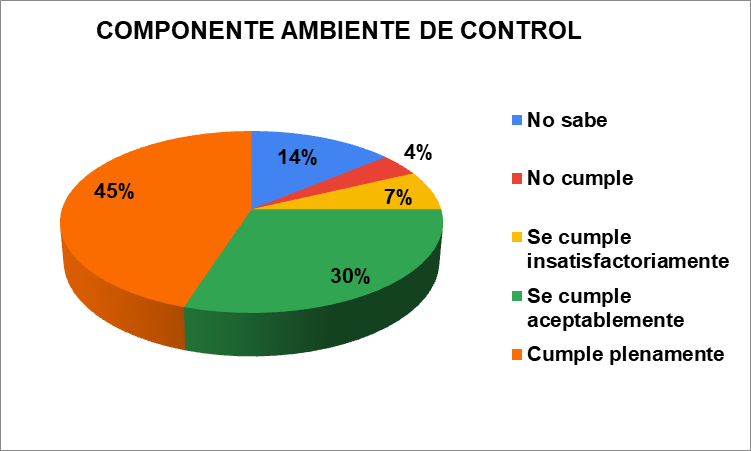 COMPONENTE AMBIENTE DE CONTROL
14%
4%
7%
30%
45%
No sabe
No cumple
Se cumple
insatisfactoriamente
Se cumple
aceptablemente
Cumple plenamente